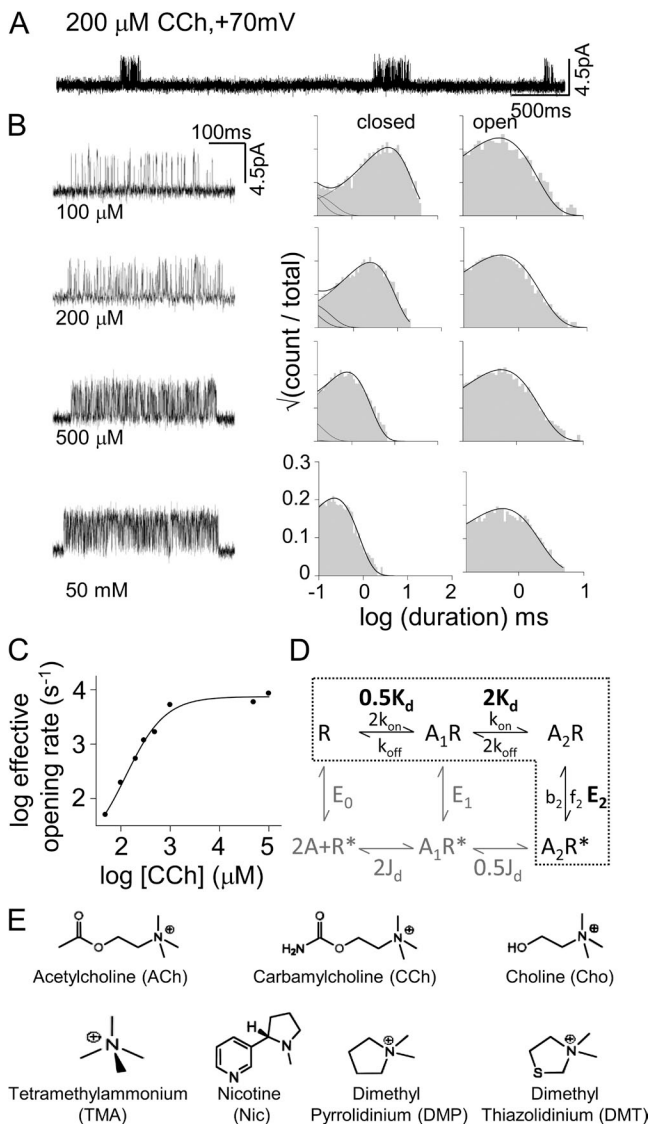 A 200 µM CCh,+70mV
4.5pA
500ms
B
100ms
4.5pA
closed
open
100 µM
200 µM
500 µM
50 mM
√(count / total)
0.3
0.2
0.1
0
-1 0 1 2
-1 0 1
log (duration) ms
C
log effective
opening rate (s⁻¹)
4
3
2
2 3 4 5
log [CCh] (µM)
D
0.5Kd 2Kd
2kon kon
R A1R A2R
koff 2koff
E0 E1 b2 f2 E2
2A+R* A1R* A2R*
2Jd 0.5Jd
E
O
O
N
⊕
Acetylcholine (ACh)
O
H2N
O
N
⊕
Carbamylcholine (CCh)
HO
N
⊕
Choline (Cho)
⊕
N
Tetramethylammonium
(TMA)
H
N
N
Nicotine
(Nic)
⊕
N
Dimethyl
Pyrrolidinium (DMP)
⊕
N
S
Dimethyl
Thiazolidinium (DMT)